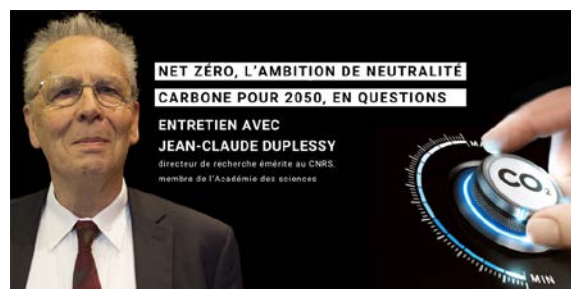 NET ZÉRO, L'AMBITION DE NEUTRALITÉ
CARBONE POUR 2050, EN QUESTIONS
ENTRETIEN AVEC
JEAN-CLAUDE DUPLESSY
directeur de recherche émérite au CNRS,
membre de l'Académie des sciences
MA
CO2
MIN